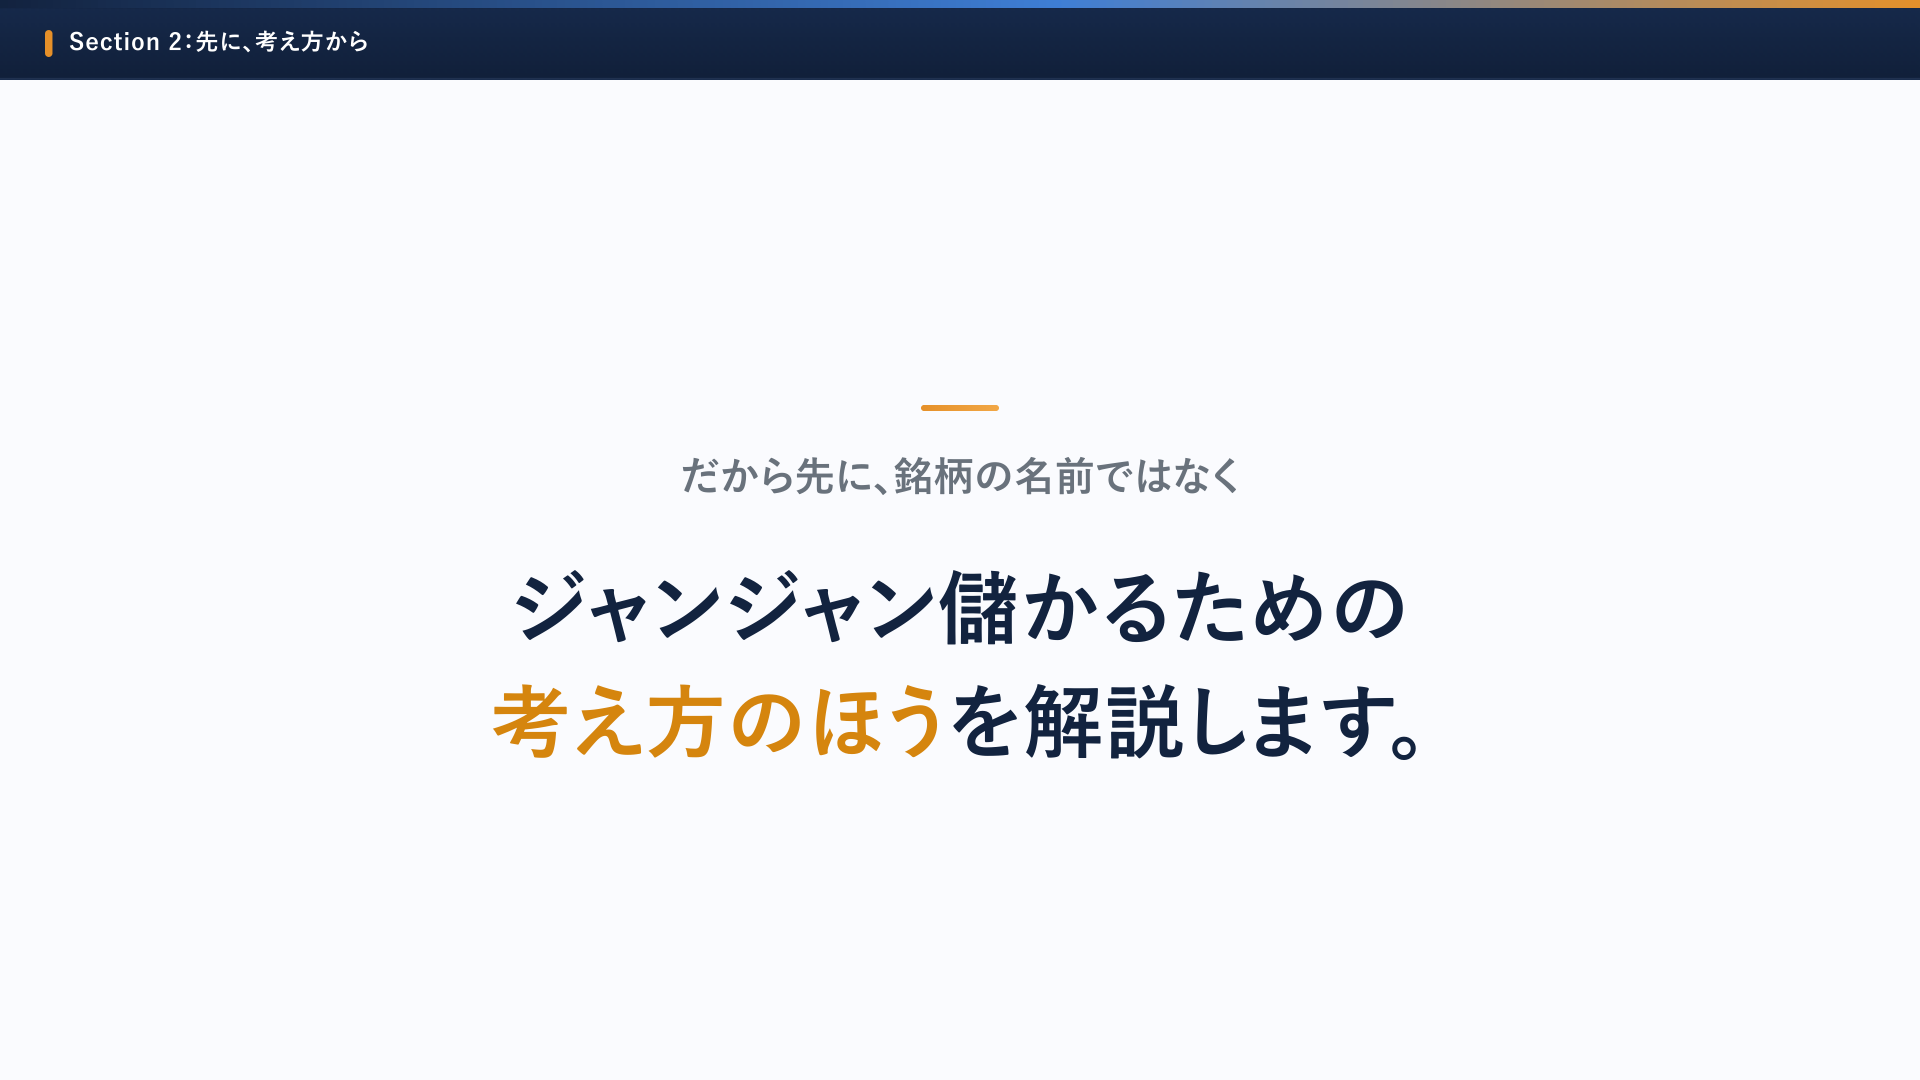 Section 2：先に、考え方から
だから先に、銘柄の名前ではなく
ジャンジャン儲かるための
考え方のほうを解説します。